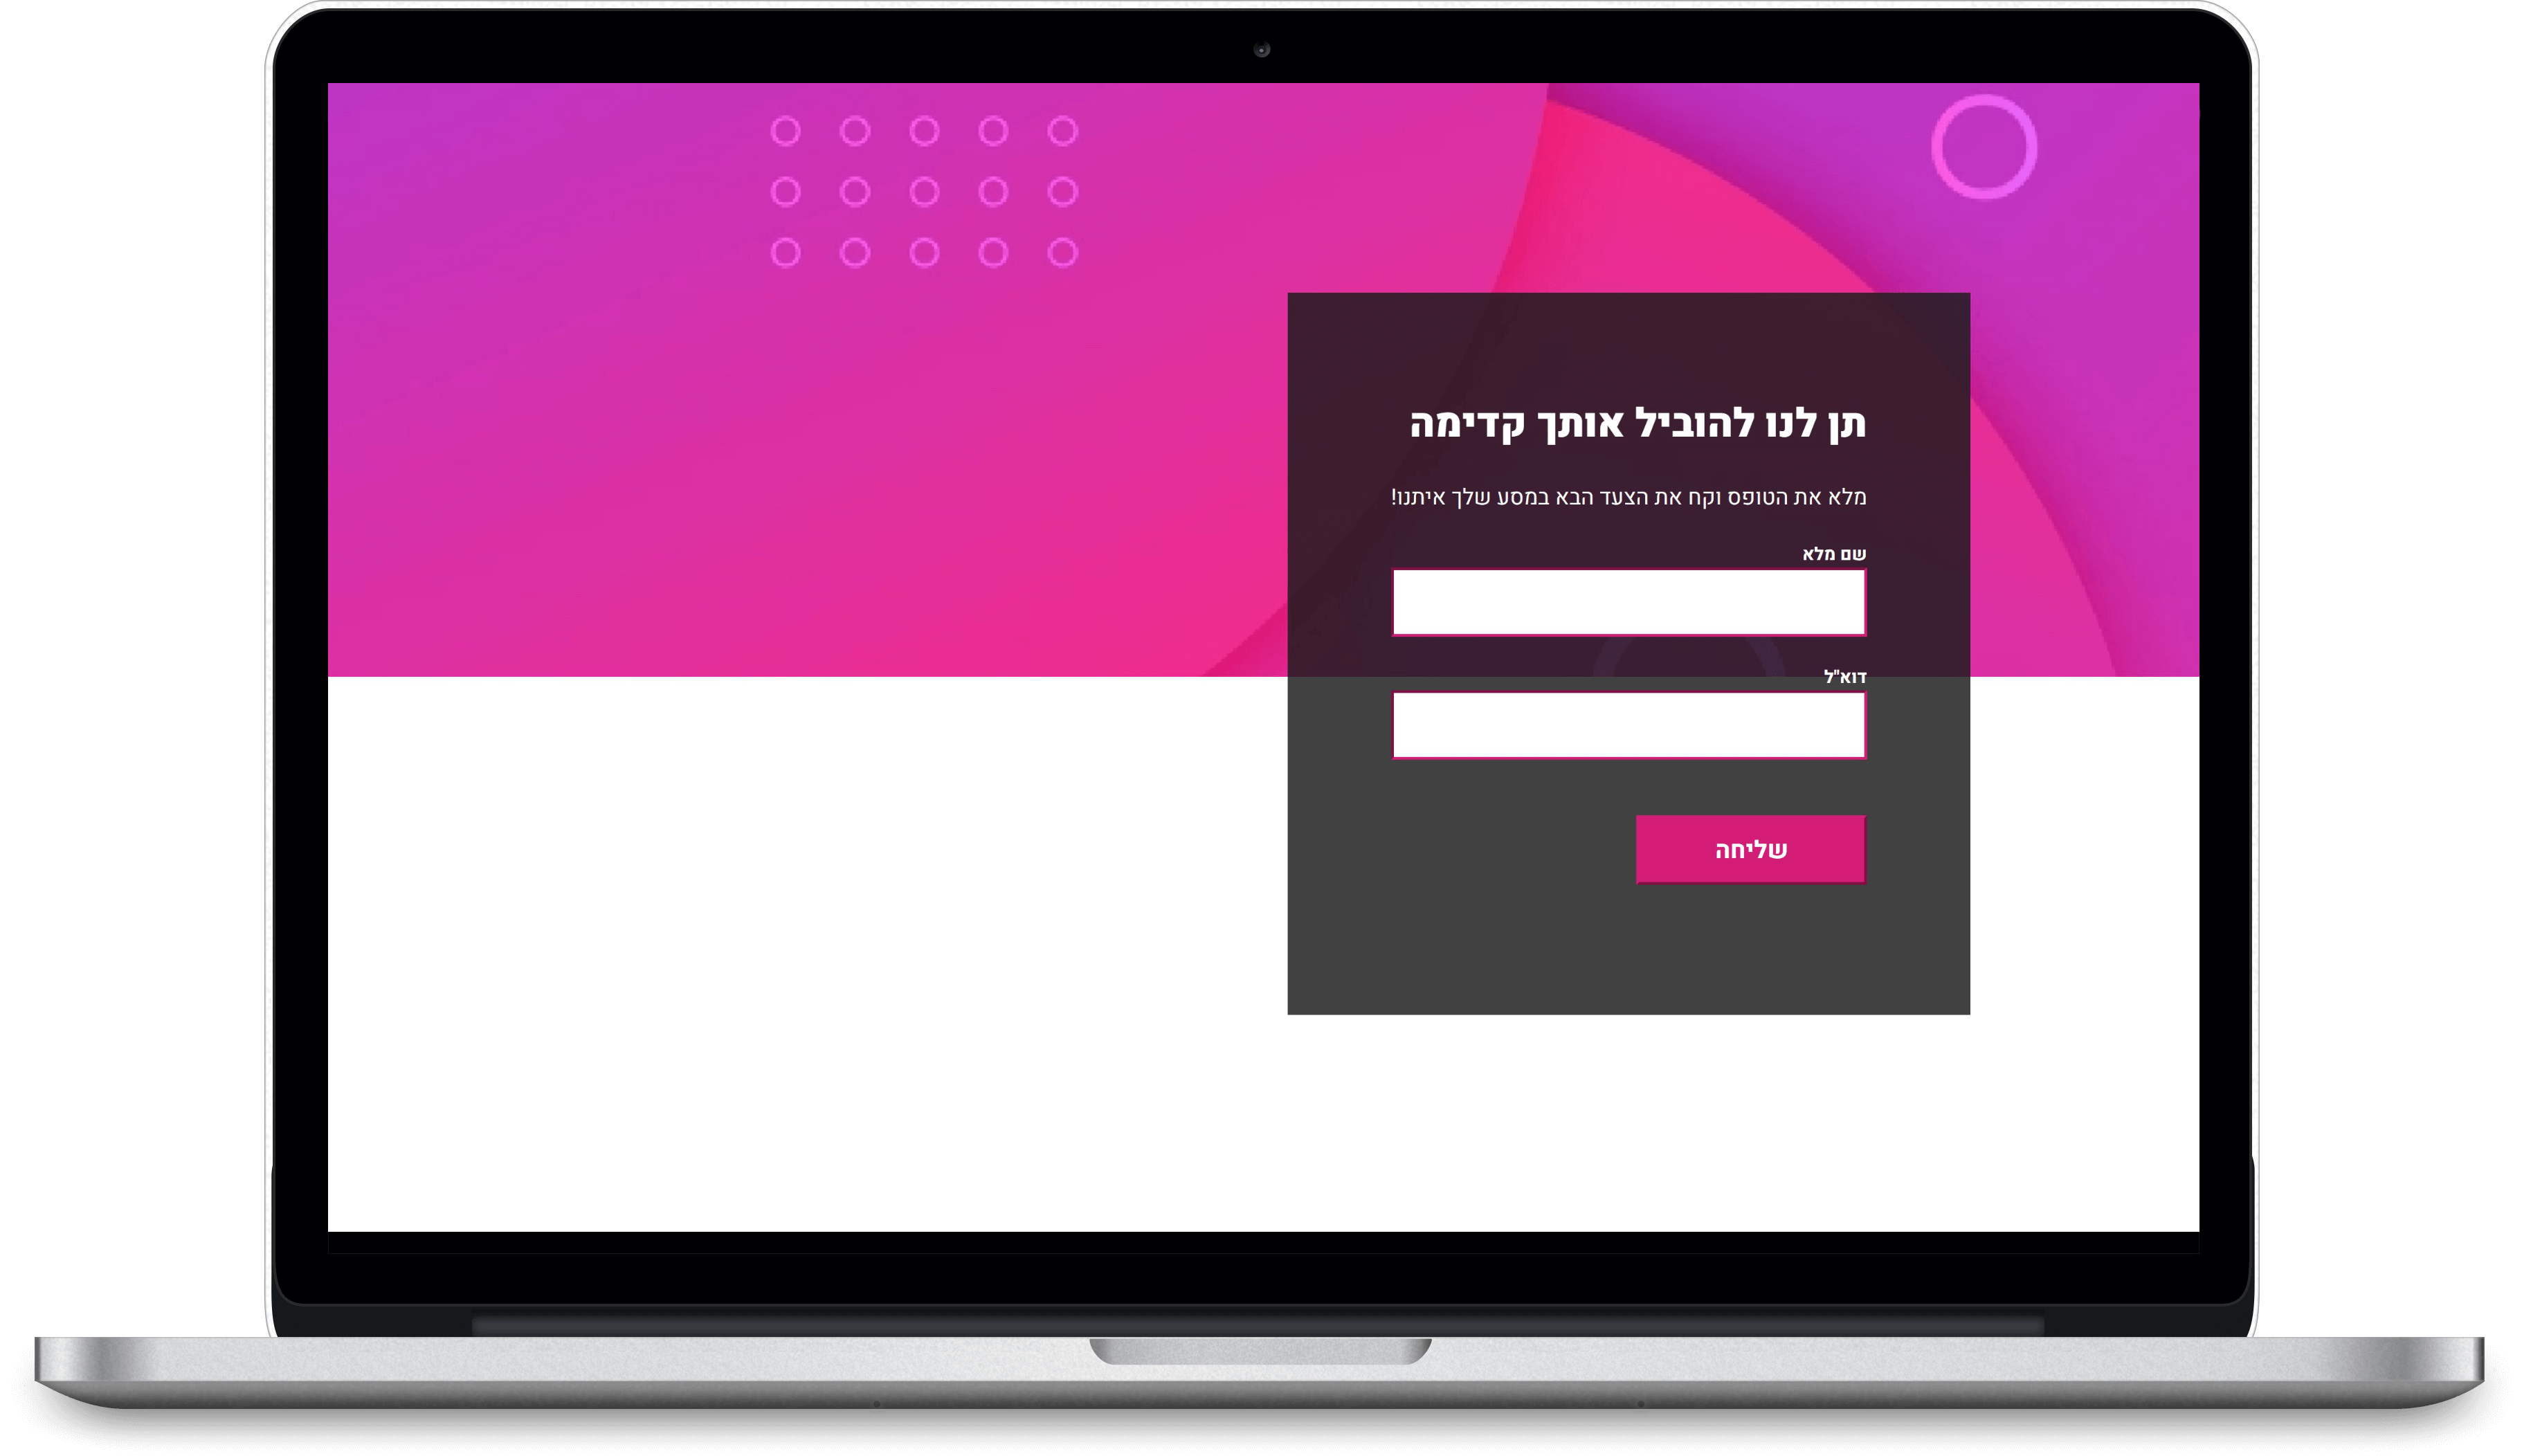 תן לנו להוביל אותך קדימה
מלא את הטופס וקח את הצעד הבא במסע שלך איתנו!
שם מלא
דוא"ל
שליחה